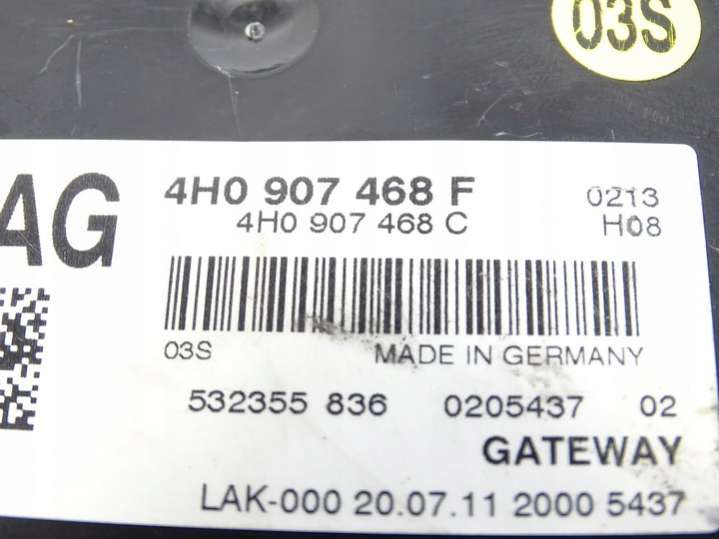 03S
AG
4H0 907 468 F 0213
4H0 907 468 C H08
03S MADE IN GERMANY
532355 836 0205437 02
GATEWAY
LAK-000 20.07.11 2000 5437